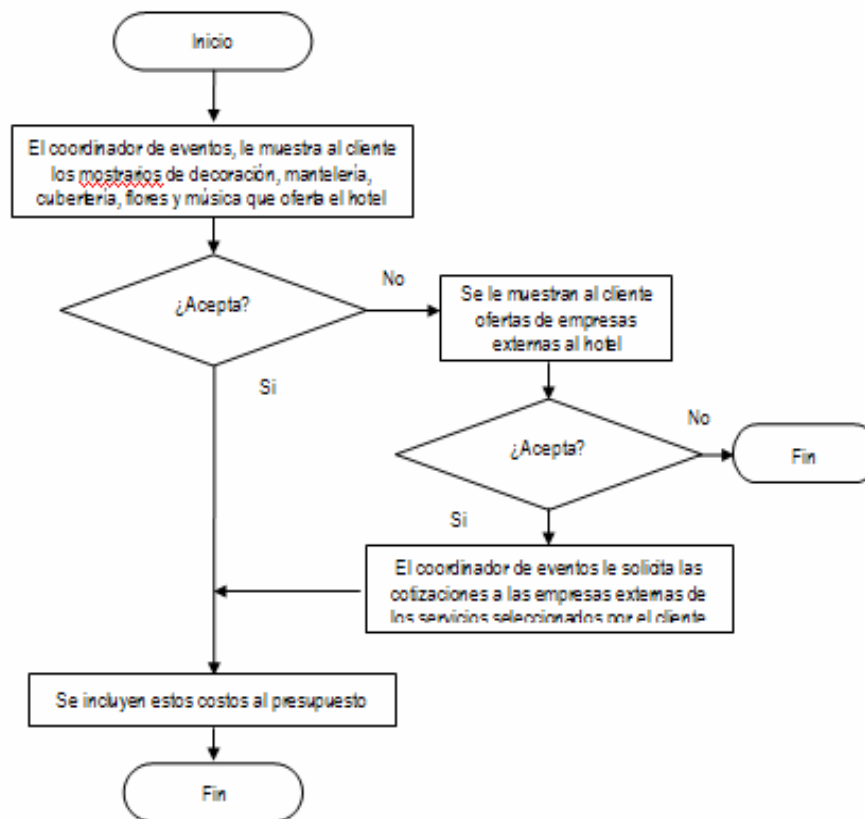 Inicio
El coordinador de eventos, le muestra al cliente
los mostrarios de decoración, mantelería,
cubertería, flores y música que oferta el hotel
¿Acepta?
No
Se le muestran al cliente
ofertas de empresas
externas al hotel
Si
¿Acepta?
No
Fin
Si
El coordinador de eventos le solicita las
cotizaciones a las empresas externas de
los servicios seleccionados por el cliente
Se incluyen estos costos al presupuesto
Fin